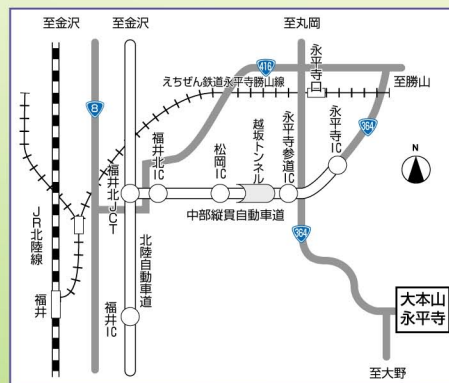 至金沢
至金沢
至丸岡
416
永平寺口
至勝山
えちぜん鉄道永平寺勝山線
8
364
福井北JCT
福井北IC
松岡IC
越坂トンネル
永平寺参道IC
永平寺IC
N
中部縦貫自動車道
JR北陸線
北陸自動車道
364
福井
福井IC
大本山
永平寺
至大野